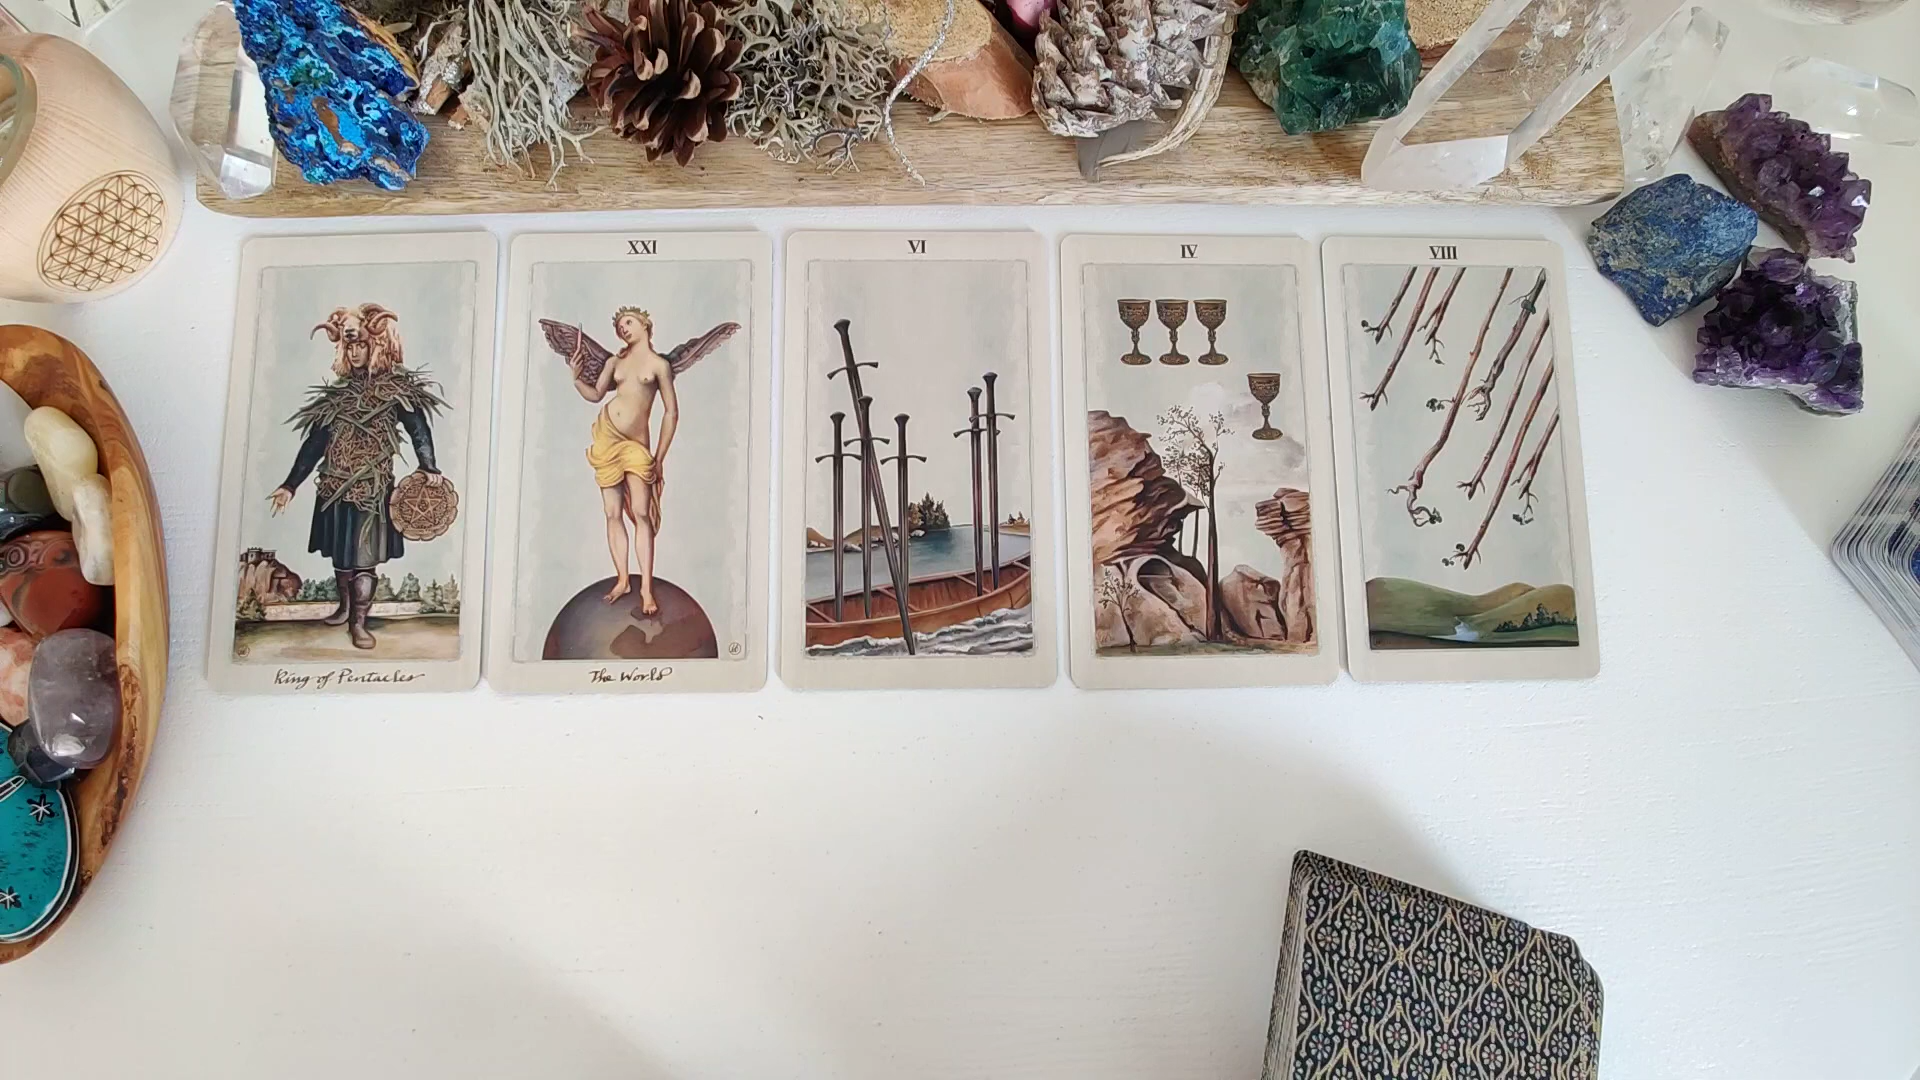 XXI
VI
IV
VIII
King of Pentacles
The World